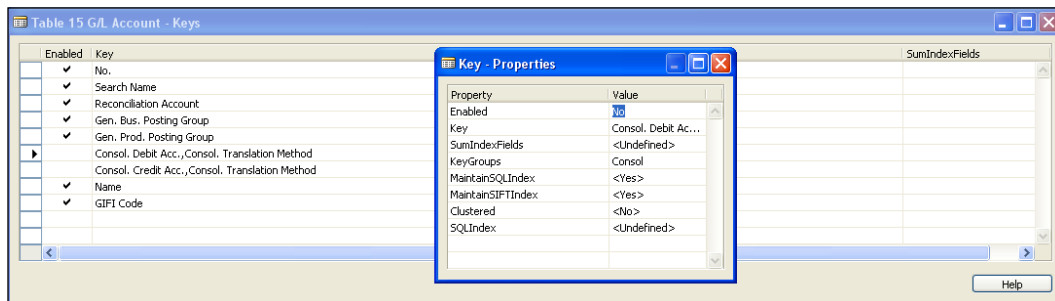 Table 15 G/L Account - Keys
Enabled Key SumIndexFields
No.
Search Name
Reconciliation Account
Gen. Bus. Posting Group
Gen. Prod. Posting Group
Consol. Debit Acc.,Consol. Translation Method
Consol. Credit Acc.,Consol. Translation Method
Name
GIFI Code
Key - Properties
Property Value
Enabled No
Key Consol. Debit Ac...
SumIndexFields <Undefined>
KeyGroups Consol
MaintainSQLIndex <Yes>
MaintainSIFTIndex <Yes>
Clustered <No>
SQLIndex <Undefined>
Help